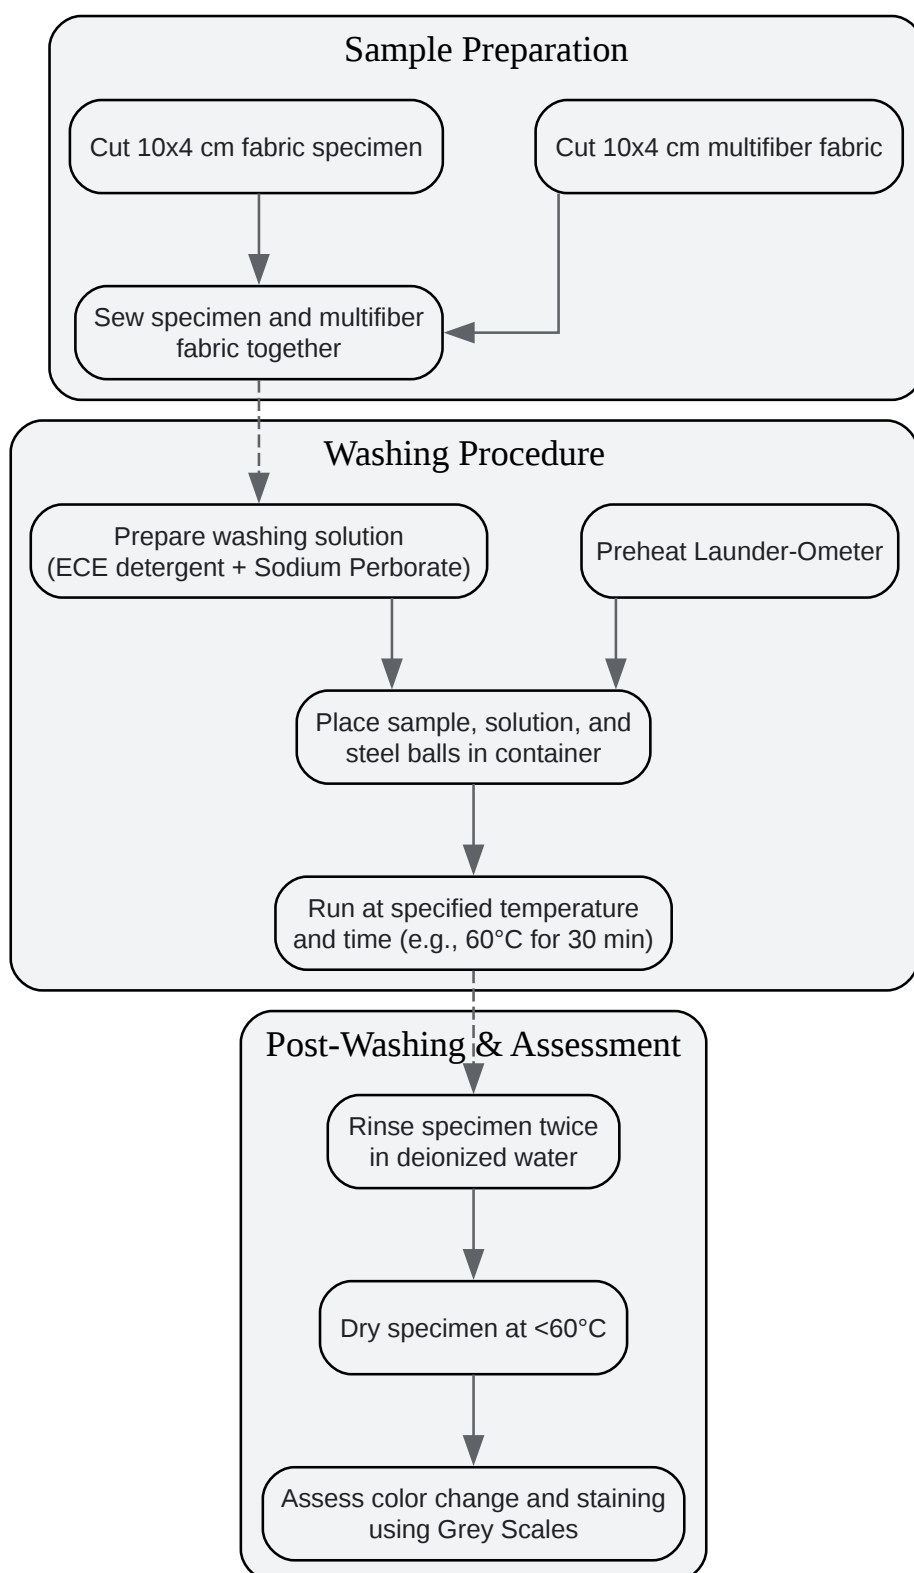 Sample Preparation
Cut 10x4 cm fabric specimen
Cut 10x4 cm multifiber fabric
Sew specimen and multifiber
fabric together
Washing Procedure
Prepare washing solution
(ECE detergent + Sodium Perborate)
Preheat Launder-Ometer
Place sample, solution, and
steel balls in container
Run at specified temperature
and time (e.g., 60°C for 30 min)
Post-Washing & Assessment
Rinse specimen twice
in deionized water
Dry specimen at <60°C
Assess color change and staining
using Grey Scales